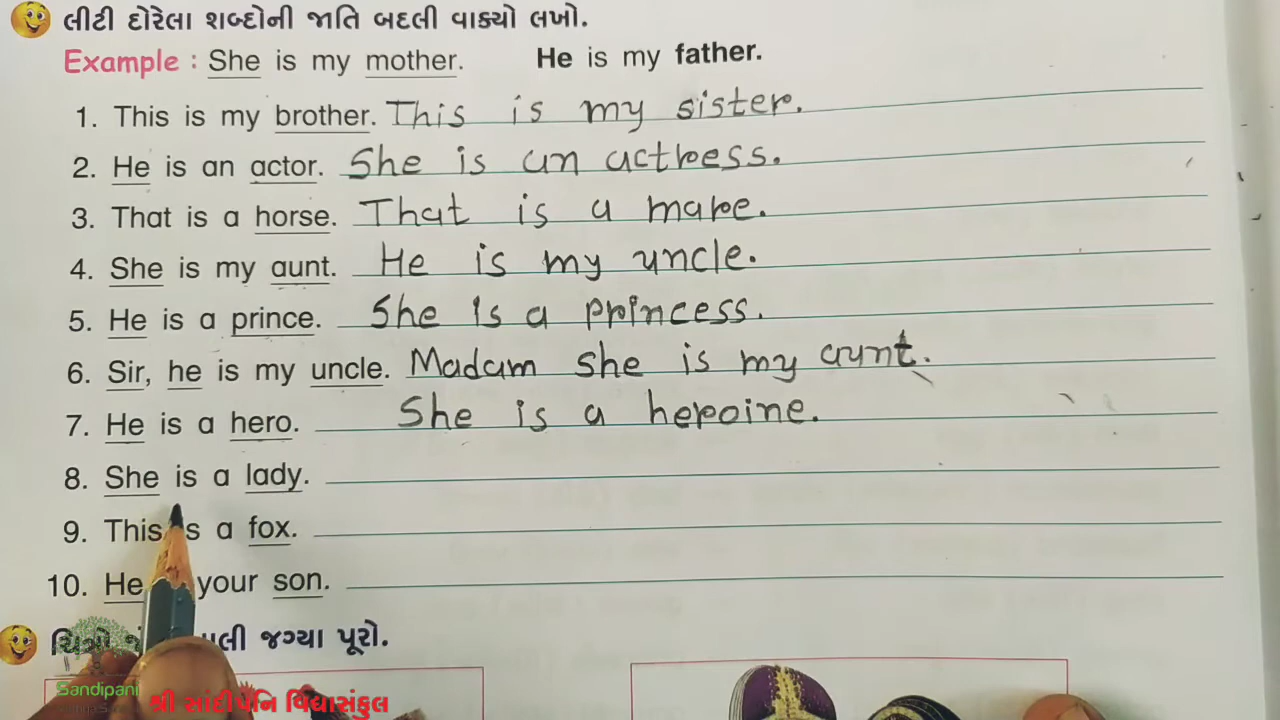 લીટી દોરેલા શબ્દોની જાતિ બદલી વાક્યો લખો.
Example : She is my mother. He is my father.
1. This is my brother. This is my sister.
2. He is an actor. She is an actress.
3. That is a horse. That is a mare.
4. She is my aunt. He is my uncle.
5. He is a prince. She is a princess.
6. Sir, he is my uncle. Madam she is my aunt.
7. He is a hero. She is a heroine.
8. She is a lady.
9. This is a fox.
10. He your son.
જગ્યા પૂરો.
Sandipani
શ્રી સાંદીપનિ વિદ્યાસંકુલ